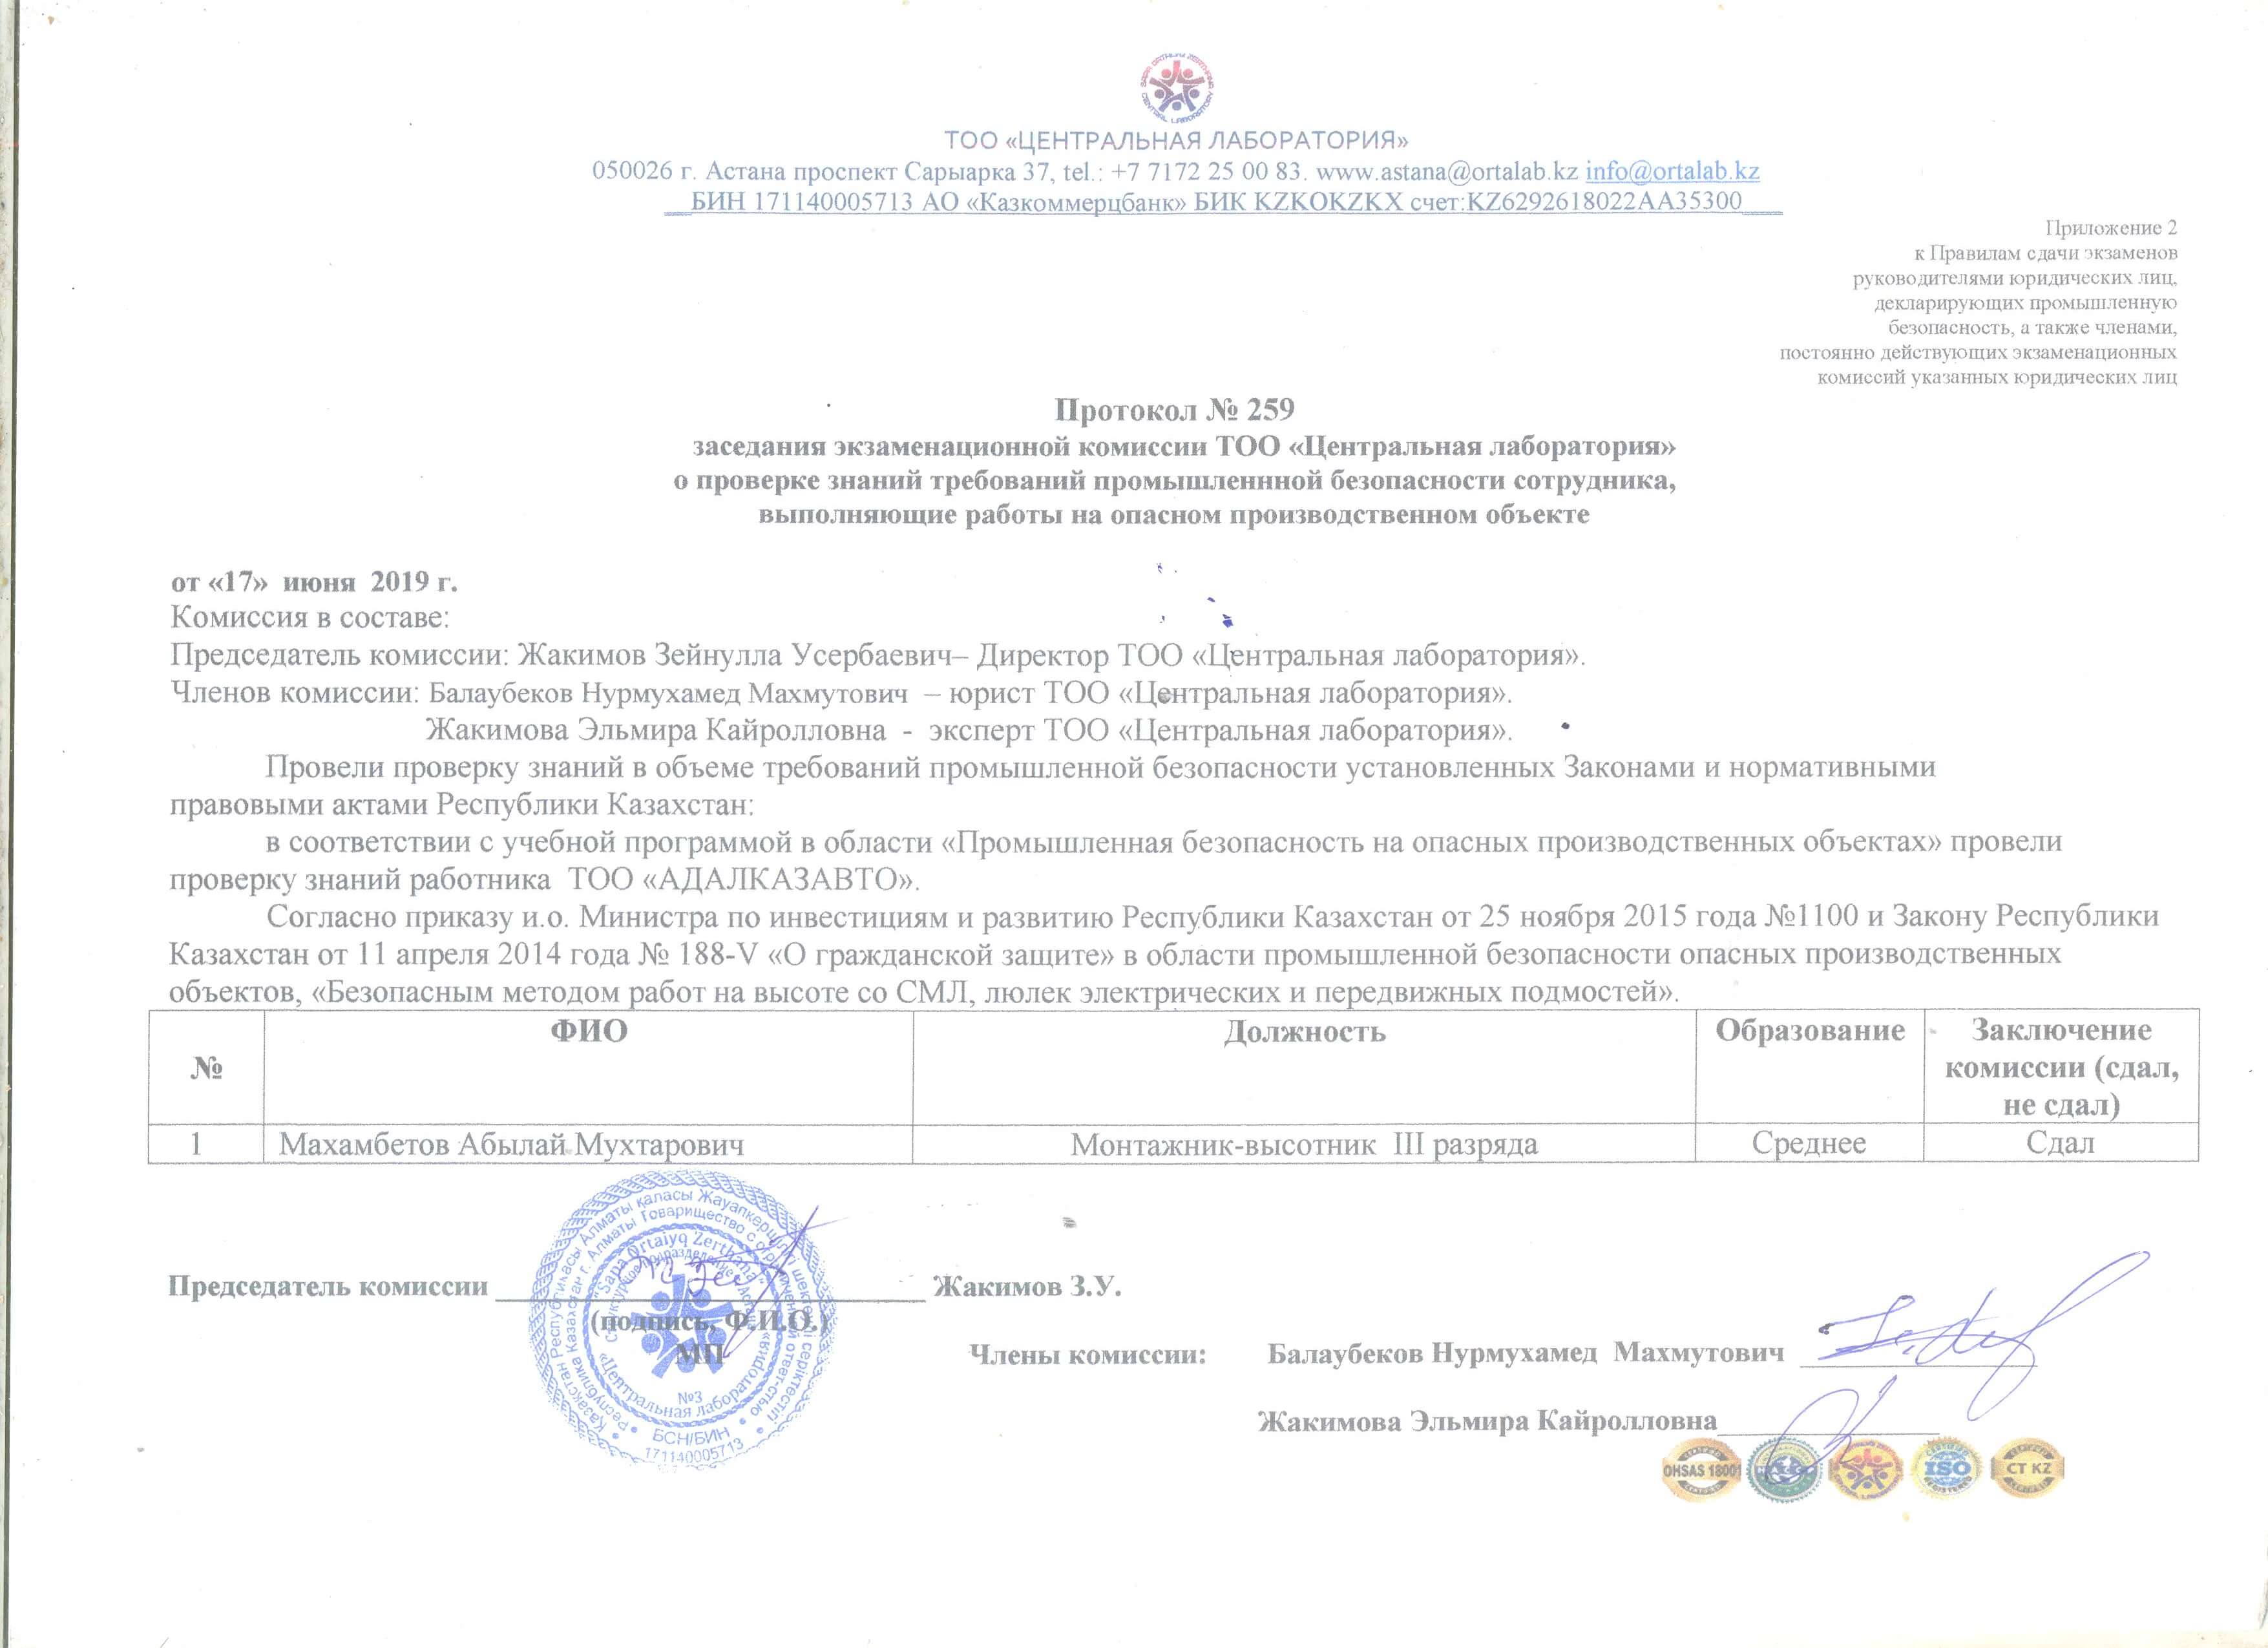 SAPA ORTALYQ ZERTHANA
CENTRAL LABORATORY
ТОО «ЦЕНТРАЛЬНАЯ ЛАБОРАТОРИЯ»
050026 г. Астана проспект Сарыарка 37, tel.: +7 7172 25 00 83. www.astana@ortalab.kz info@ortalab.kz
БИН 171140005713 АО «Казкоммерцбанк» БИК KZKOKZKX счет:KZ6292618022AA35300
Приложение 2
к Правилам сдачи экзаменов
руководителями юридических лиц,
декларирующих промышленную
безопасность, а также членами,
постоянно действующих экзаменационных
комиссий указанных юридических лиц
Протокол № 259
заседания экзаменационной комиссии ТОО «Центральная лаборатория»
о проверке знаний требований промышленнной безопасности сотрудника,
выполняющие работы на опасном производственном объекте
от «17» июня 2019 г.
Комиссия в составе:
Председатель комиссии: Жакимов Зейнулла Усербаевич– Директор ТОО «Центральная лаборатория».
Членов комиссии: Балаубеков Нурмухамед Махмутович – юрист ТОО «Центральная лаборатория».
Жакимова Эльмира Кайролловна - эксперт ТОО «Центральная лаборатория».
Провели проверку знаний в объеме требований промышленной безопасности установленных Законами и нормативными
правовыми актами Республики Казахстан:
в соответствии с учебной программой в области «Промышленная безопасность на опасных производственных объектах» провели
проверку знаний работника ТОО «АДАЛКАЗАВТО».
Согласно приказу и.о. Министра по инвестициям и развитию Республики Казахстан от 25 ноября 2015 года №1100 и Закону Республики
Казахстан от 11 апреля 2014 года № 188-V «О гражданской защите» в области промышленной безопасности опасных производственных
объектов, «Безопасным методом работ на высоте со СМЛ, люлек электрических и передвижных подмостей».
№ ФИО Должность Образование Заключение
комиссии (сдал,
не сдал)
1 Махамбетов Абылай Мухтарович Монтажник-высотник III разряда Среднее Сдал
Председатель комиссии Жакимов З.У.
(подпись, Ф.И.О.)
МП
Члены комиссии: Балаубеков Нурмухамед Махмутович
Жакимова Эльмира Кайролловна
Қазақстан Республикасы Алматы қаласы Жауапкершілігі шектеулі серіктестігі
Республика Казахстан г. Алматы Товарищество с ограниченной ответ-стью
"Sapa Ortalyq Zerthana"
Структурное подразделение г.Астана
«Центральная лаборатория»
№3
БСН/БИН
171140005713
OHSAS 18001
ISO
СТ KZ